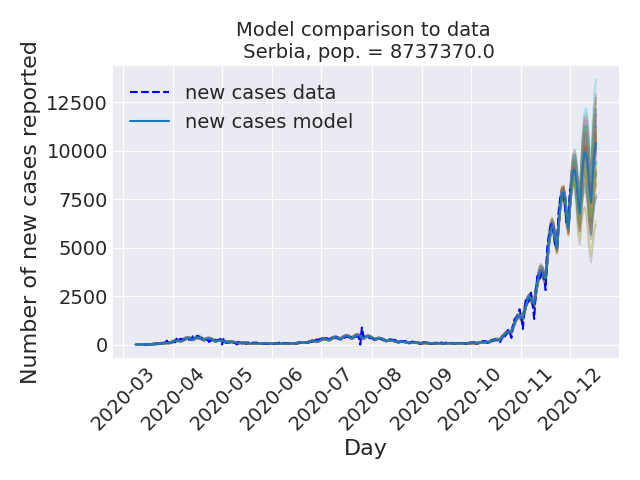 Model comparison to data
Serbia, pop. = 8737370.0
Number of new cases reported
12500
10000
7500
5000
2500
0
new cases data
new cases model
2020-03
2020-04
2020-05
2020-06
2020-07
2020-08
2020-09
2020-10
2020-11
2020-12
Day